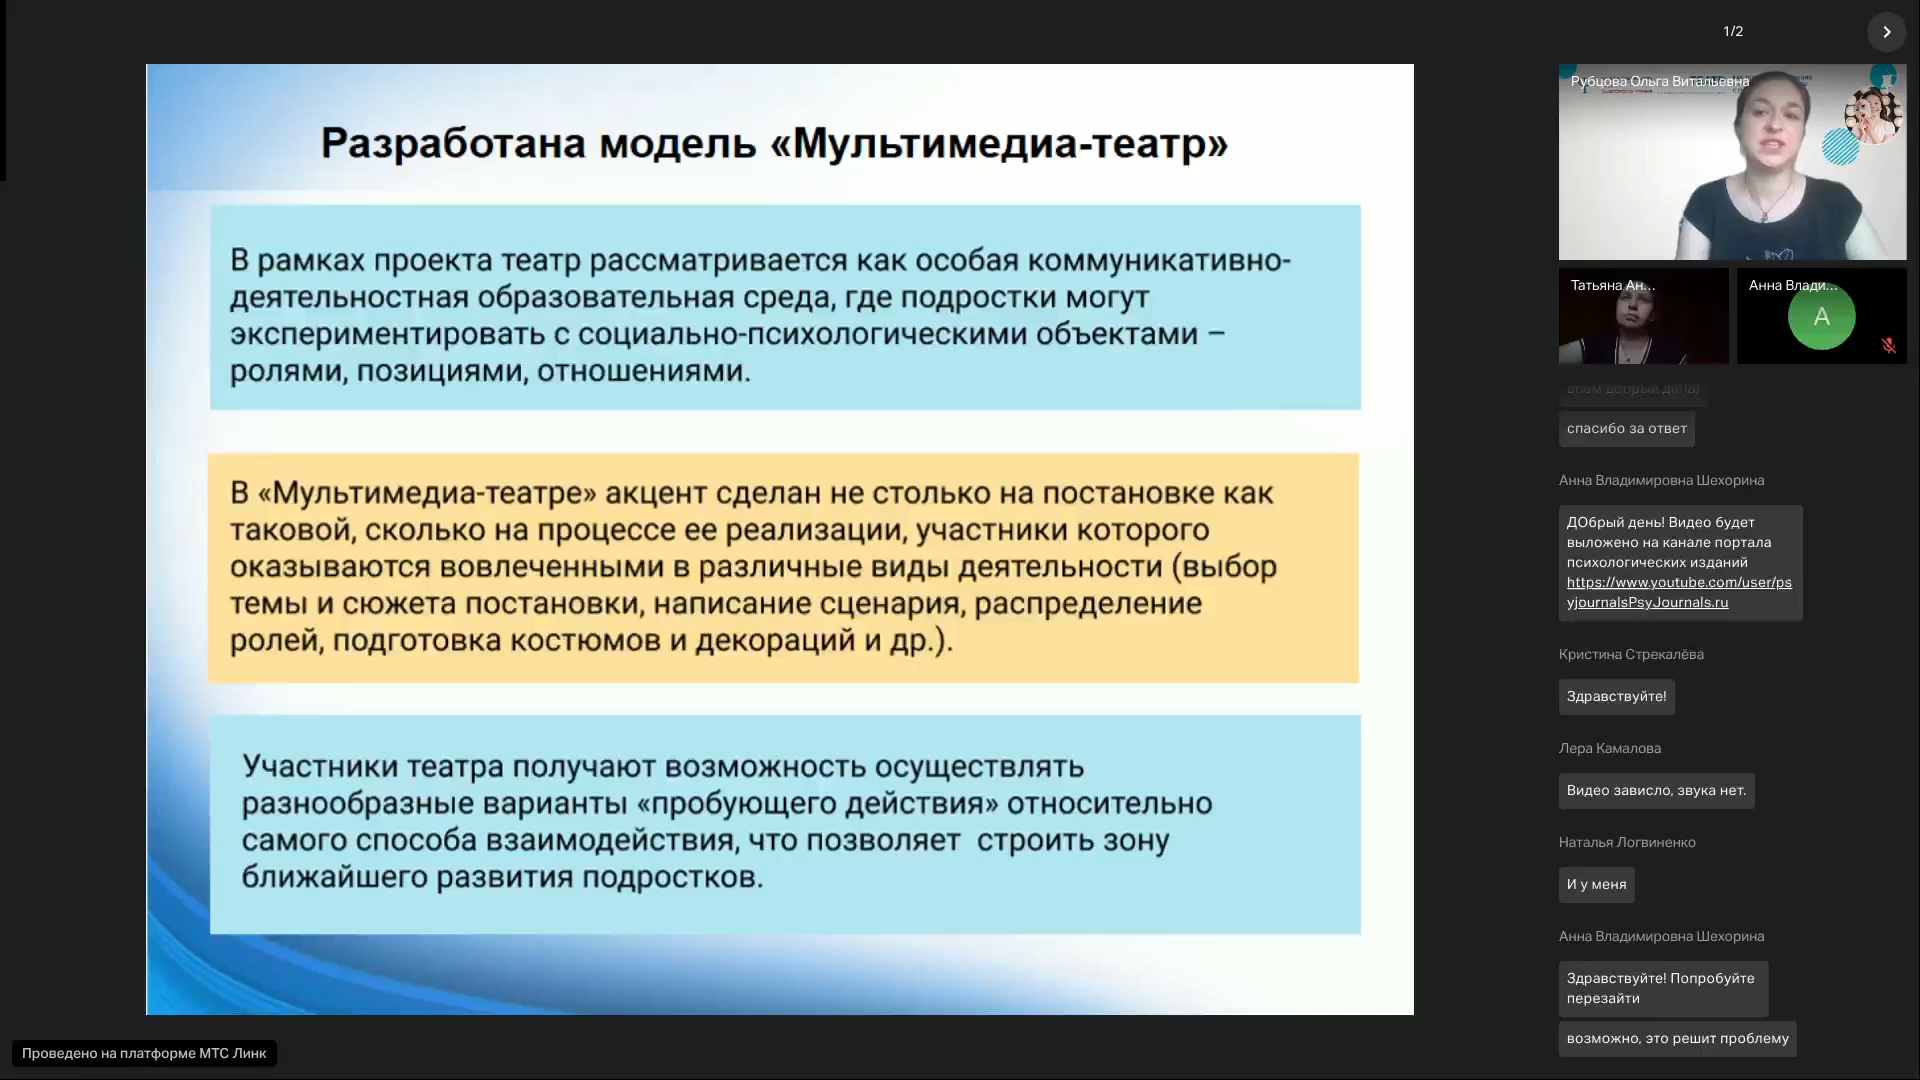 1/2
Разработана модель «Мультимедиа-театр»
В рамках проекта театр рассматривается как особая коммуникативно-
деятельностная образовательная среда, где подростки могут
экспериментировать с социально-психологическими объектами –
ролями, позициями, отношениями.
В «Мультимедиа-театре» акцент сделан не столько на постановке как
таковой, сколько на процессе ее реализации, участники которого
оказываются вовлеченными в различные виды деятельности (выбор
темы и сюжета постановки, написание сценария, распределение
ролей, подготовка костюмов и декораций и др.).
Участники театра получают возможность осуществлять
разнообразные варианты «пробующего действия» относительно
самого способа взаимодействия, что позволяет строить зону
ближайшего развития подростков.
Рубцова Ольга Витальевна
Татьяна Ан...
Анна Влади...
А
всем добрый день)
спасибо за ответ
Анна Владимировна Шехорина
ДОбрый день! Видео будет
выложено на канале портала
психологических изданий
https://www.youtube.com/user/ps
yjournalsPsyJournals.ru
Кристина Стрекалёва
Здравствуйте!
Лера Камалова
Видео зависло, звука нет.
Наталья Логвиненко
И у меня
Анна Владимировна Шехорина
Здравствуйте! Попробуйте
перезайти
возможно, это решит проблему
Проведено на платформе МТС Линк